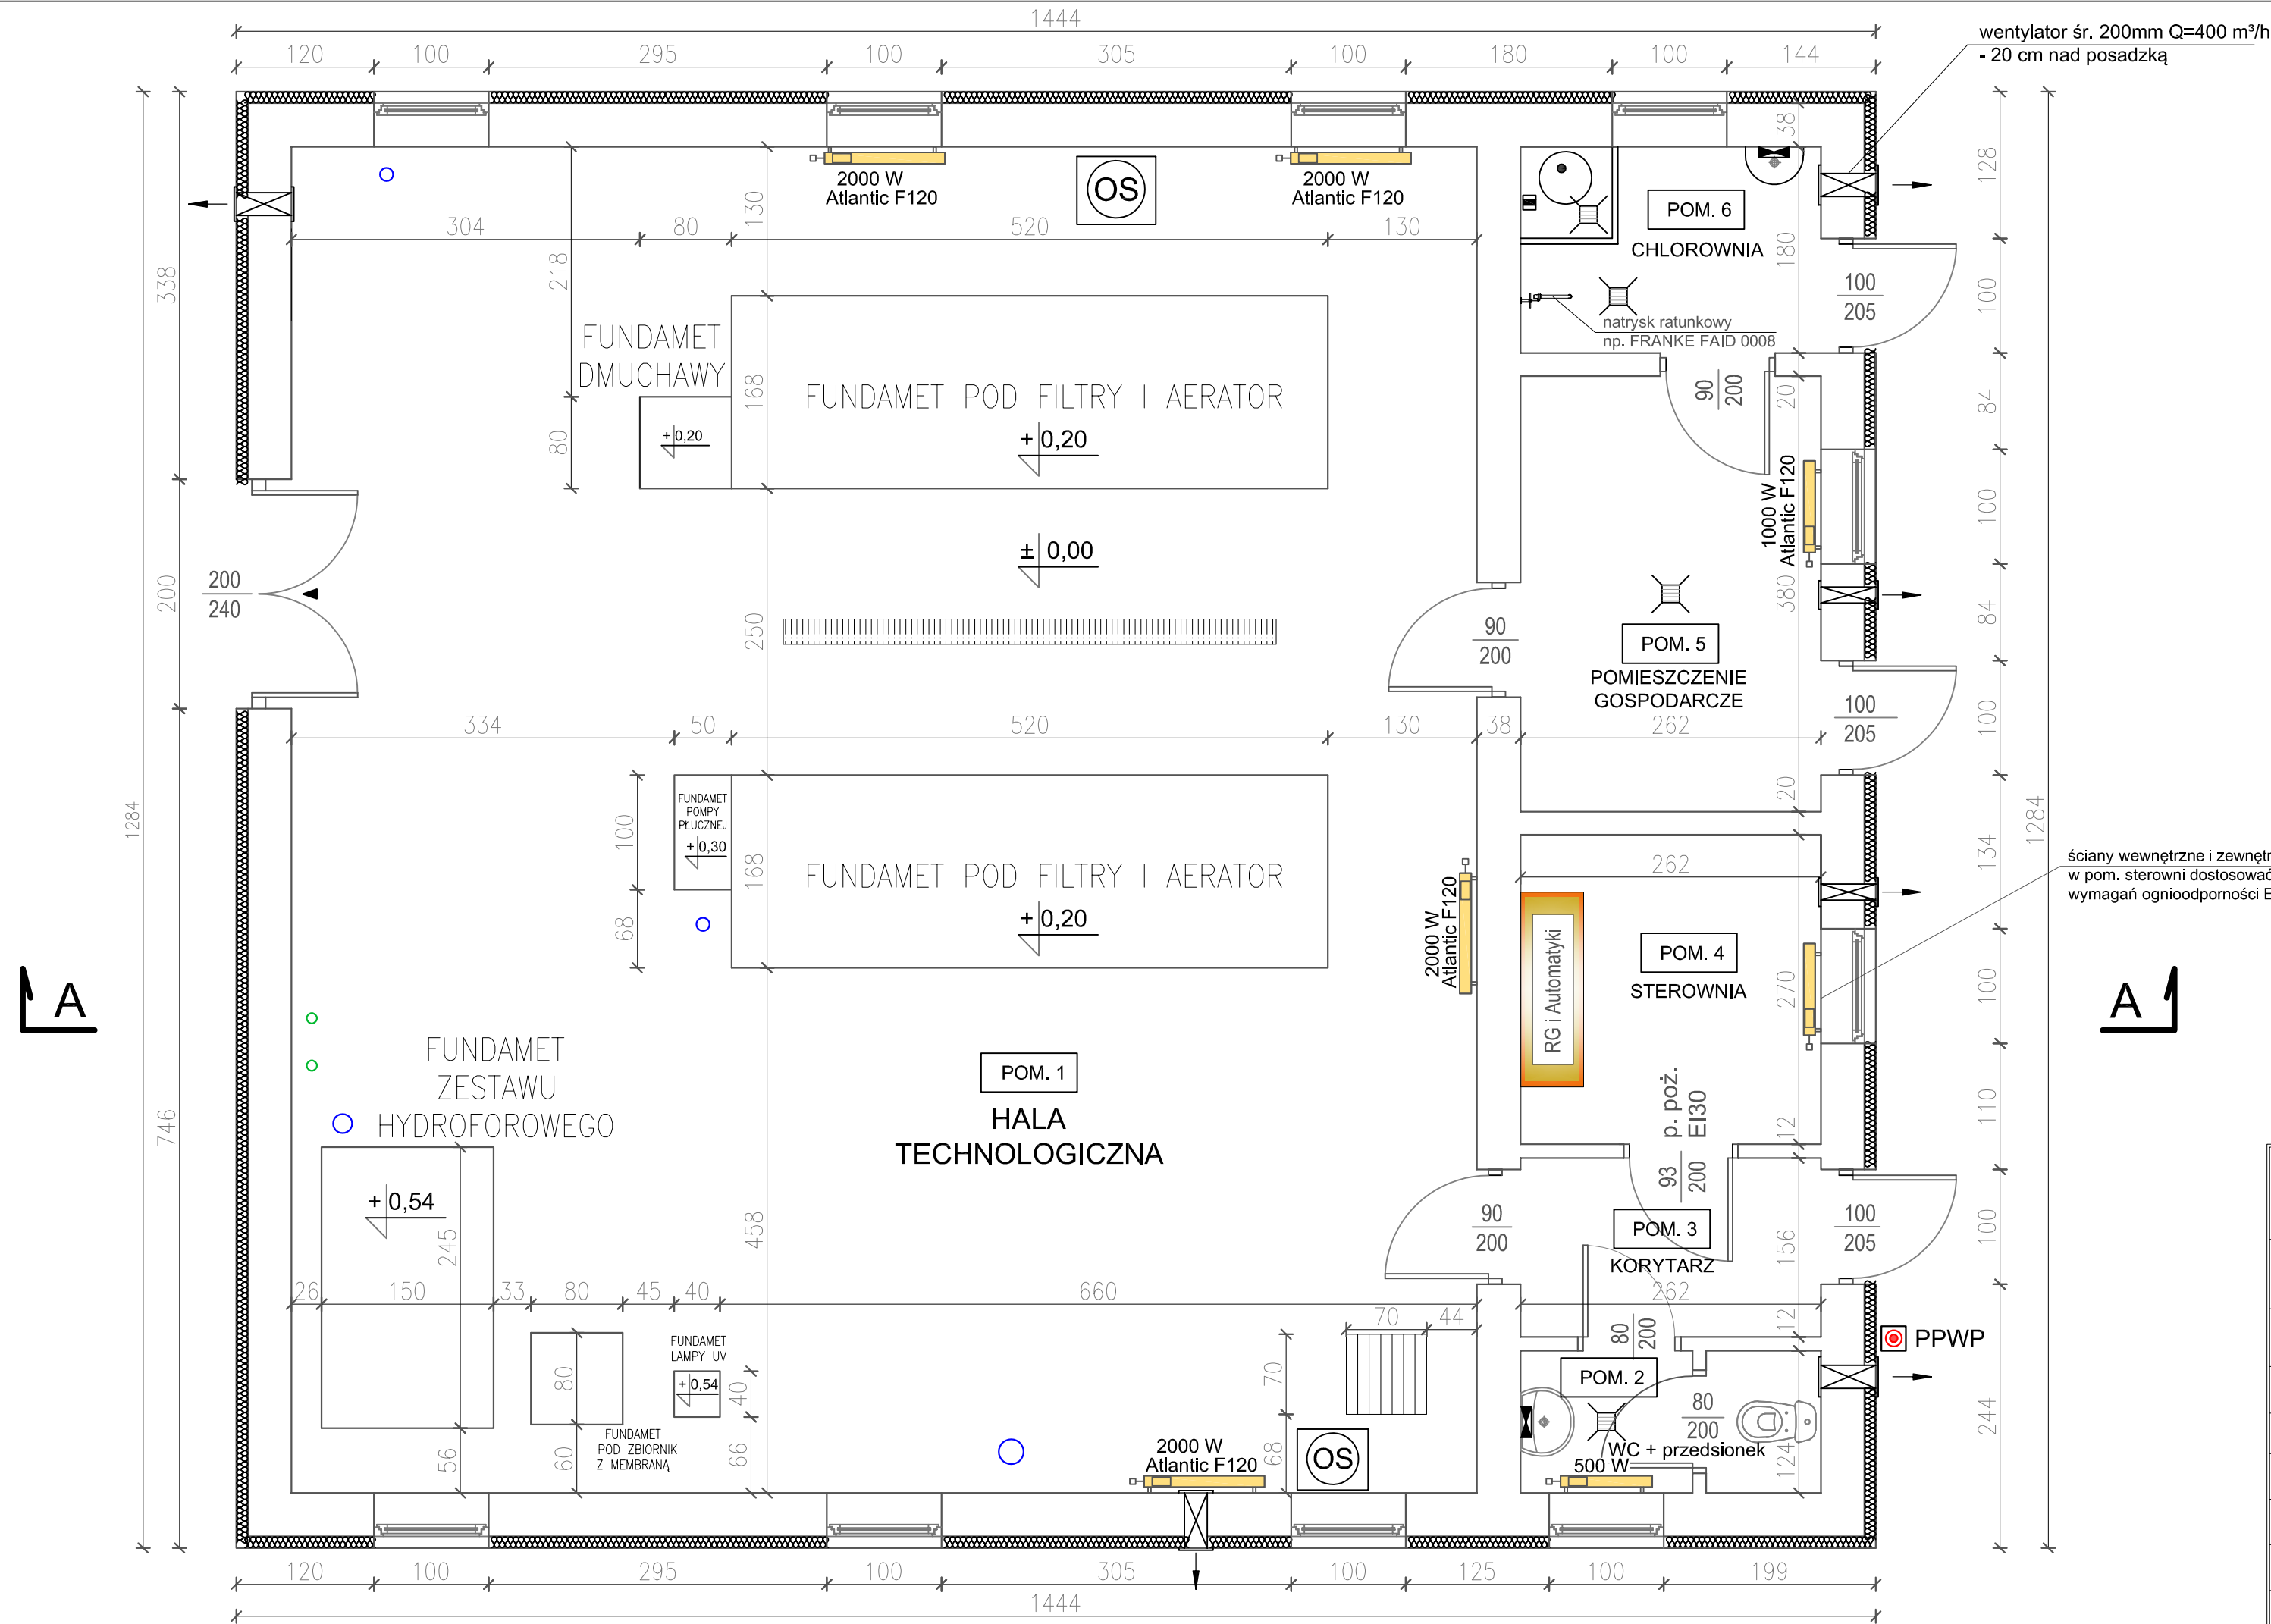 1444
120 100 295 100 305 100 180 100 144
wentylator śr. 200mm Q=400 m³/h
- 20 cm nad posadzką
2000 W
Atlantic F120
OS
2000 W
Atlantic F120
POM. 6
CHLOROWNIA
38
128
180
100
205
100
natrysk ratunkowy
np. FRANKE FAID 0008
304 80 520 130
130
218
338
FUNDAMET
DMUCHAWY
80
+0,20
168
FUNDAMET POD FILTRY I AERATOR
+0,20
90
200
20
84
1000 W
Atlantic F120
100
± 0,00
250
200
240
200
90
200
POM. 5
POMIESZCZENIE
GOSPODARCZE
380
84
100
205
100
334 50 520 130 38 262
20
1284
1284
FUNDAMET
POMPY
PŁUCZNEJ
+0,30
100
68
168
FUNDAMET POD FILTRY I AERATOR
+0,20
2000 W
Atlantic F120
262
RG i Automatyki
POM. 4
STEROWNIA
270
134
100
ściany wewnętrzne i zewnętr
w pom. sterowni dostosować
wymagań ognioodporności E
A
A
FUNDAMET
ZESTAWU
HYDROFOROWEGO
746
POM. 1
HALA
TECHNOLOGICZNA
p. poż.
EI30
93
200
12
110
+0,54
245
458
90
200
POM. 3
KORYTARZ
156
100
205
100
26 150 33 80 45 40 660 262
70 44
12
80
200
PPWP
FUNDAMET
LAMPY UV
+0,54
40
66
80
60
56
FUNDAMET
POD ZBIORNIK
Z MEMBRANĄ
70
68
OS
2000 W
Atlantic F120
POM. 2
80
200
WC + przedsionek
500 W
124
244
120 100 295 100 305 100 125 100 199
1444